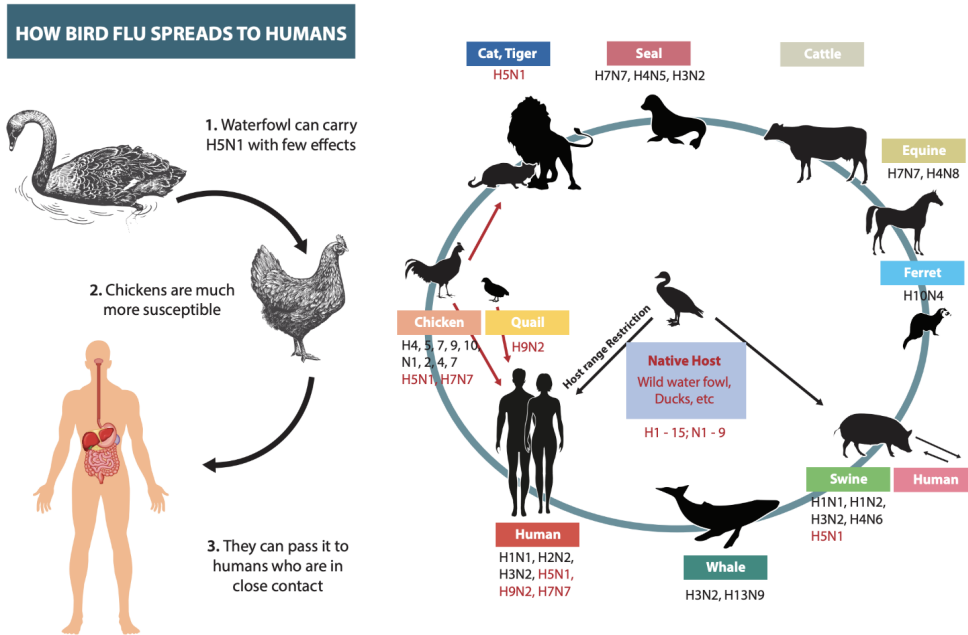 HOW BIRD FLU SPREADS TO HUMANS
1. Waterfowl can carry
H5N1 with few effects
2. Chickens are much
more susceptible
3. They can pass it to
humans who are in
close contact
Cat, Tiger
H5N1
Seal
H7N7, H4N5, H3N2
Cattle
Equine
H7N7, H4N8
Ferret
H10N4
Chicken
H4, 5, 7, 9, 10,
N1, 2, 4, 7
H5N1, H7N7
Quail
H9N2
Host range Restriction
Native Host
Wild water fowl,
Ducks, etc
H1 - 15; N1 - 9
Swine
H1N1, H1N2,
H3N2, H4N6
H5N1
Human
Human
H1N1, H2N2,
H3N2, H5N1,
H9N2, H7N7
Whale
H3N2, H13N9